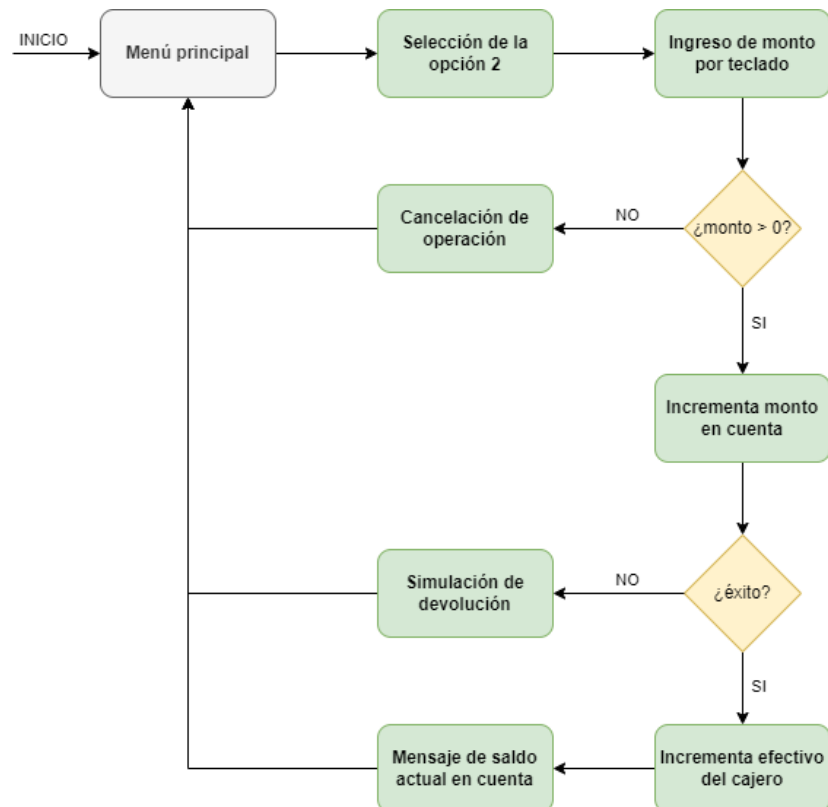 INICIO
Menú principal
Selección de la
opción 2
Ingreso de monto
por teclado
Cancelación de
operación
NO
¿monto > 0?
SI
Incrementa monto
en cuenta
Simulación de
devolución
NO
¿éxito?
SI
Mensaje de saldo
actual en cuenta
Incrementa efectivo
del cajero